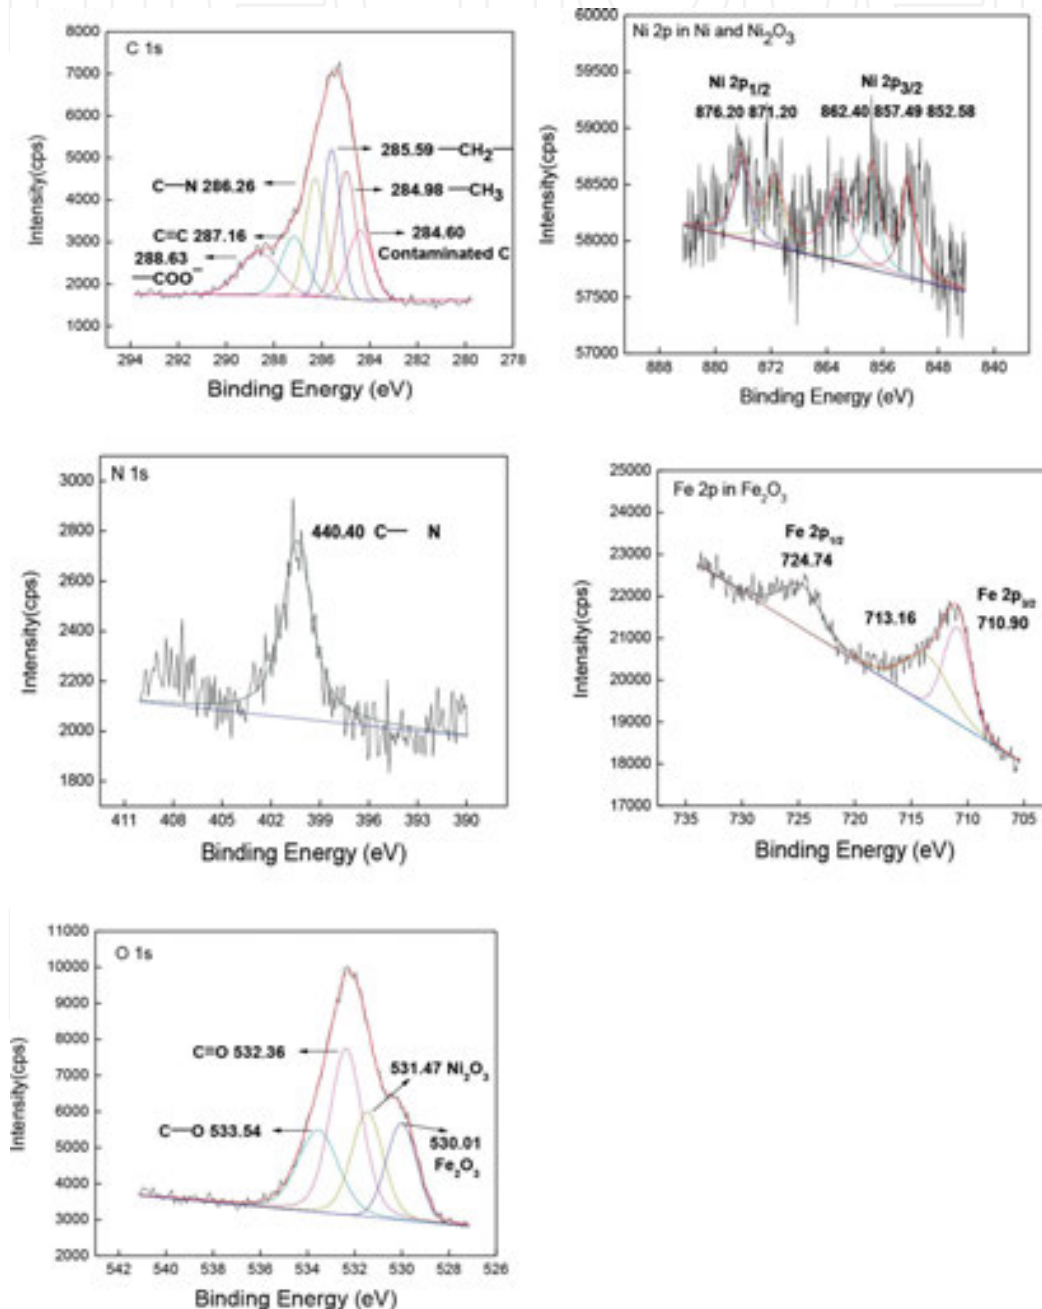 C 1s
8000
7000
6000
5000
4000
3000
2000
1000
Intensity(cps)
285.59 —CH2—
C—N 286.26
284.98 —CH3
C=C 287.16
284.60
Contaminated C
288.63
—COO−
294 292 290 288 286 284 282 280 278
Binding Energy (eV)
Ni 2p in Ni and Ni2O3
60000
59500
59000
58500
58000
57500
57000
Intensity(cps)
Ni 2p1/2 Ni 2p3/2
876.20 871.20 862.40 857.49 852.58
888 880 872 864 856 848 840
Binding Energy (eV)
N 1s
3000
2800
2600
2400
2200
2000
1800
Intensity(cps)
440.40 C— N
411 408 405 402 399 396 393 390
Binding Energy (eV)
Fe 2p in Fe2O3
25000
24000
23000
22000
21000
20000
19000
18000
17000
Intensity(cps)
Fe 2p1/2
724.74
713.16
Fe 2p3/2
710.90
735 730 725 720 715 710 705
Binding Energy (eV)
O 1s
11000
10000
9000
8000
7000
6000
5000
4000
3000
2000
Intensity(cps)
C=O 532.36
531.47 Ni2O3
C—O 533.54
530.01
Fe2O3
542 540 538 536 534 532 530 528 526
Binding Energy (eV)